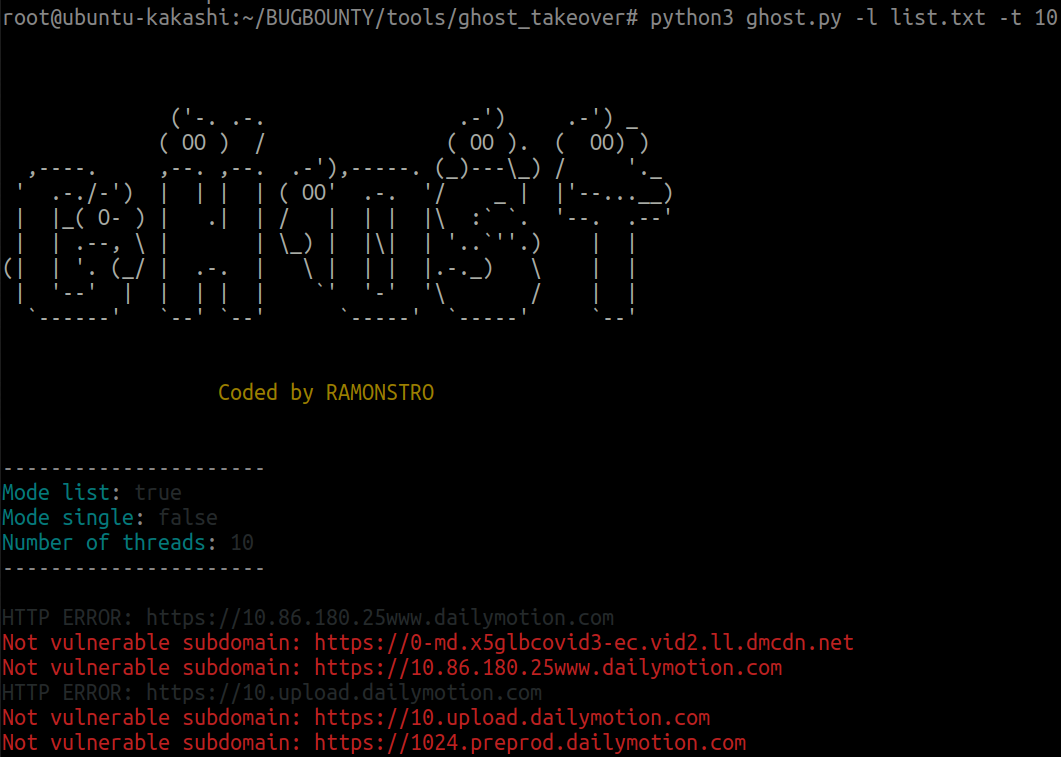 root@ubuntu-kakashi:~/BUGBOUNTY/tools/ghost_takeover# python3 ghost.py -l list.txt -t 10
GHOST
Coded by RAMONSTRO
----------------------
Mode list: true
Mode single: false
Number of threads: 10
----------------------
HTTP ERROR: https://10.86.180.25www.dailymotion.com
Not vulnerable subdomain: https://0-md.x5glbcovid3-ec.vid2.ll.dmcdn.net
Not vulnerable subdomain: https://10.86.180.25www.dailymotion.com
HTTP ERROR: https://10.upload.dailymotion.com
Not vulnerable subdomain: https://10.upload.dailymotion.com
Not vulnerable subdomain: https://1024.preprod.dailymotion.com